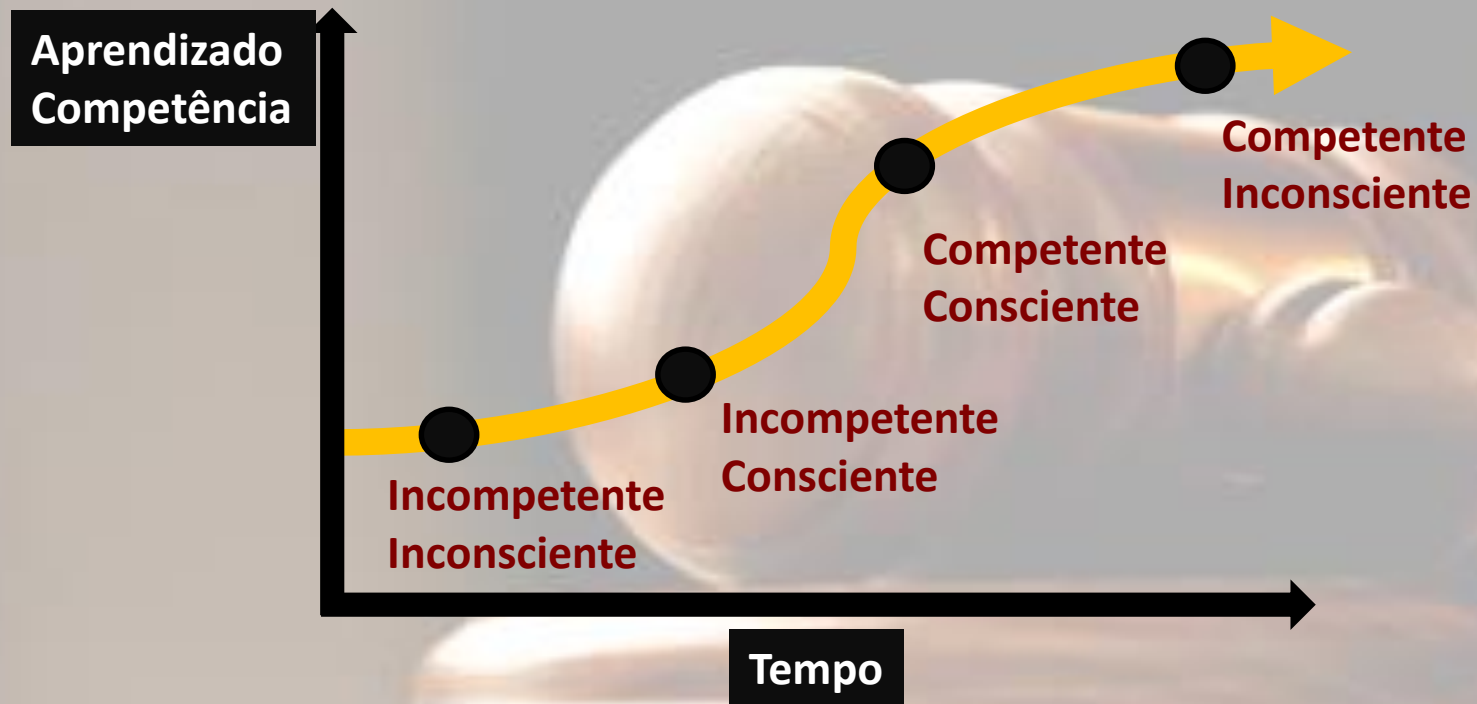 Aprendizado
Competência
Competente
Inconsciente
Competente
Consciente
Incompetente
Consciente
Incompetente
Inconsciente
Tempo